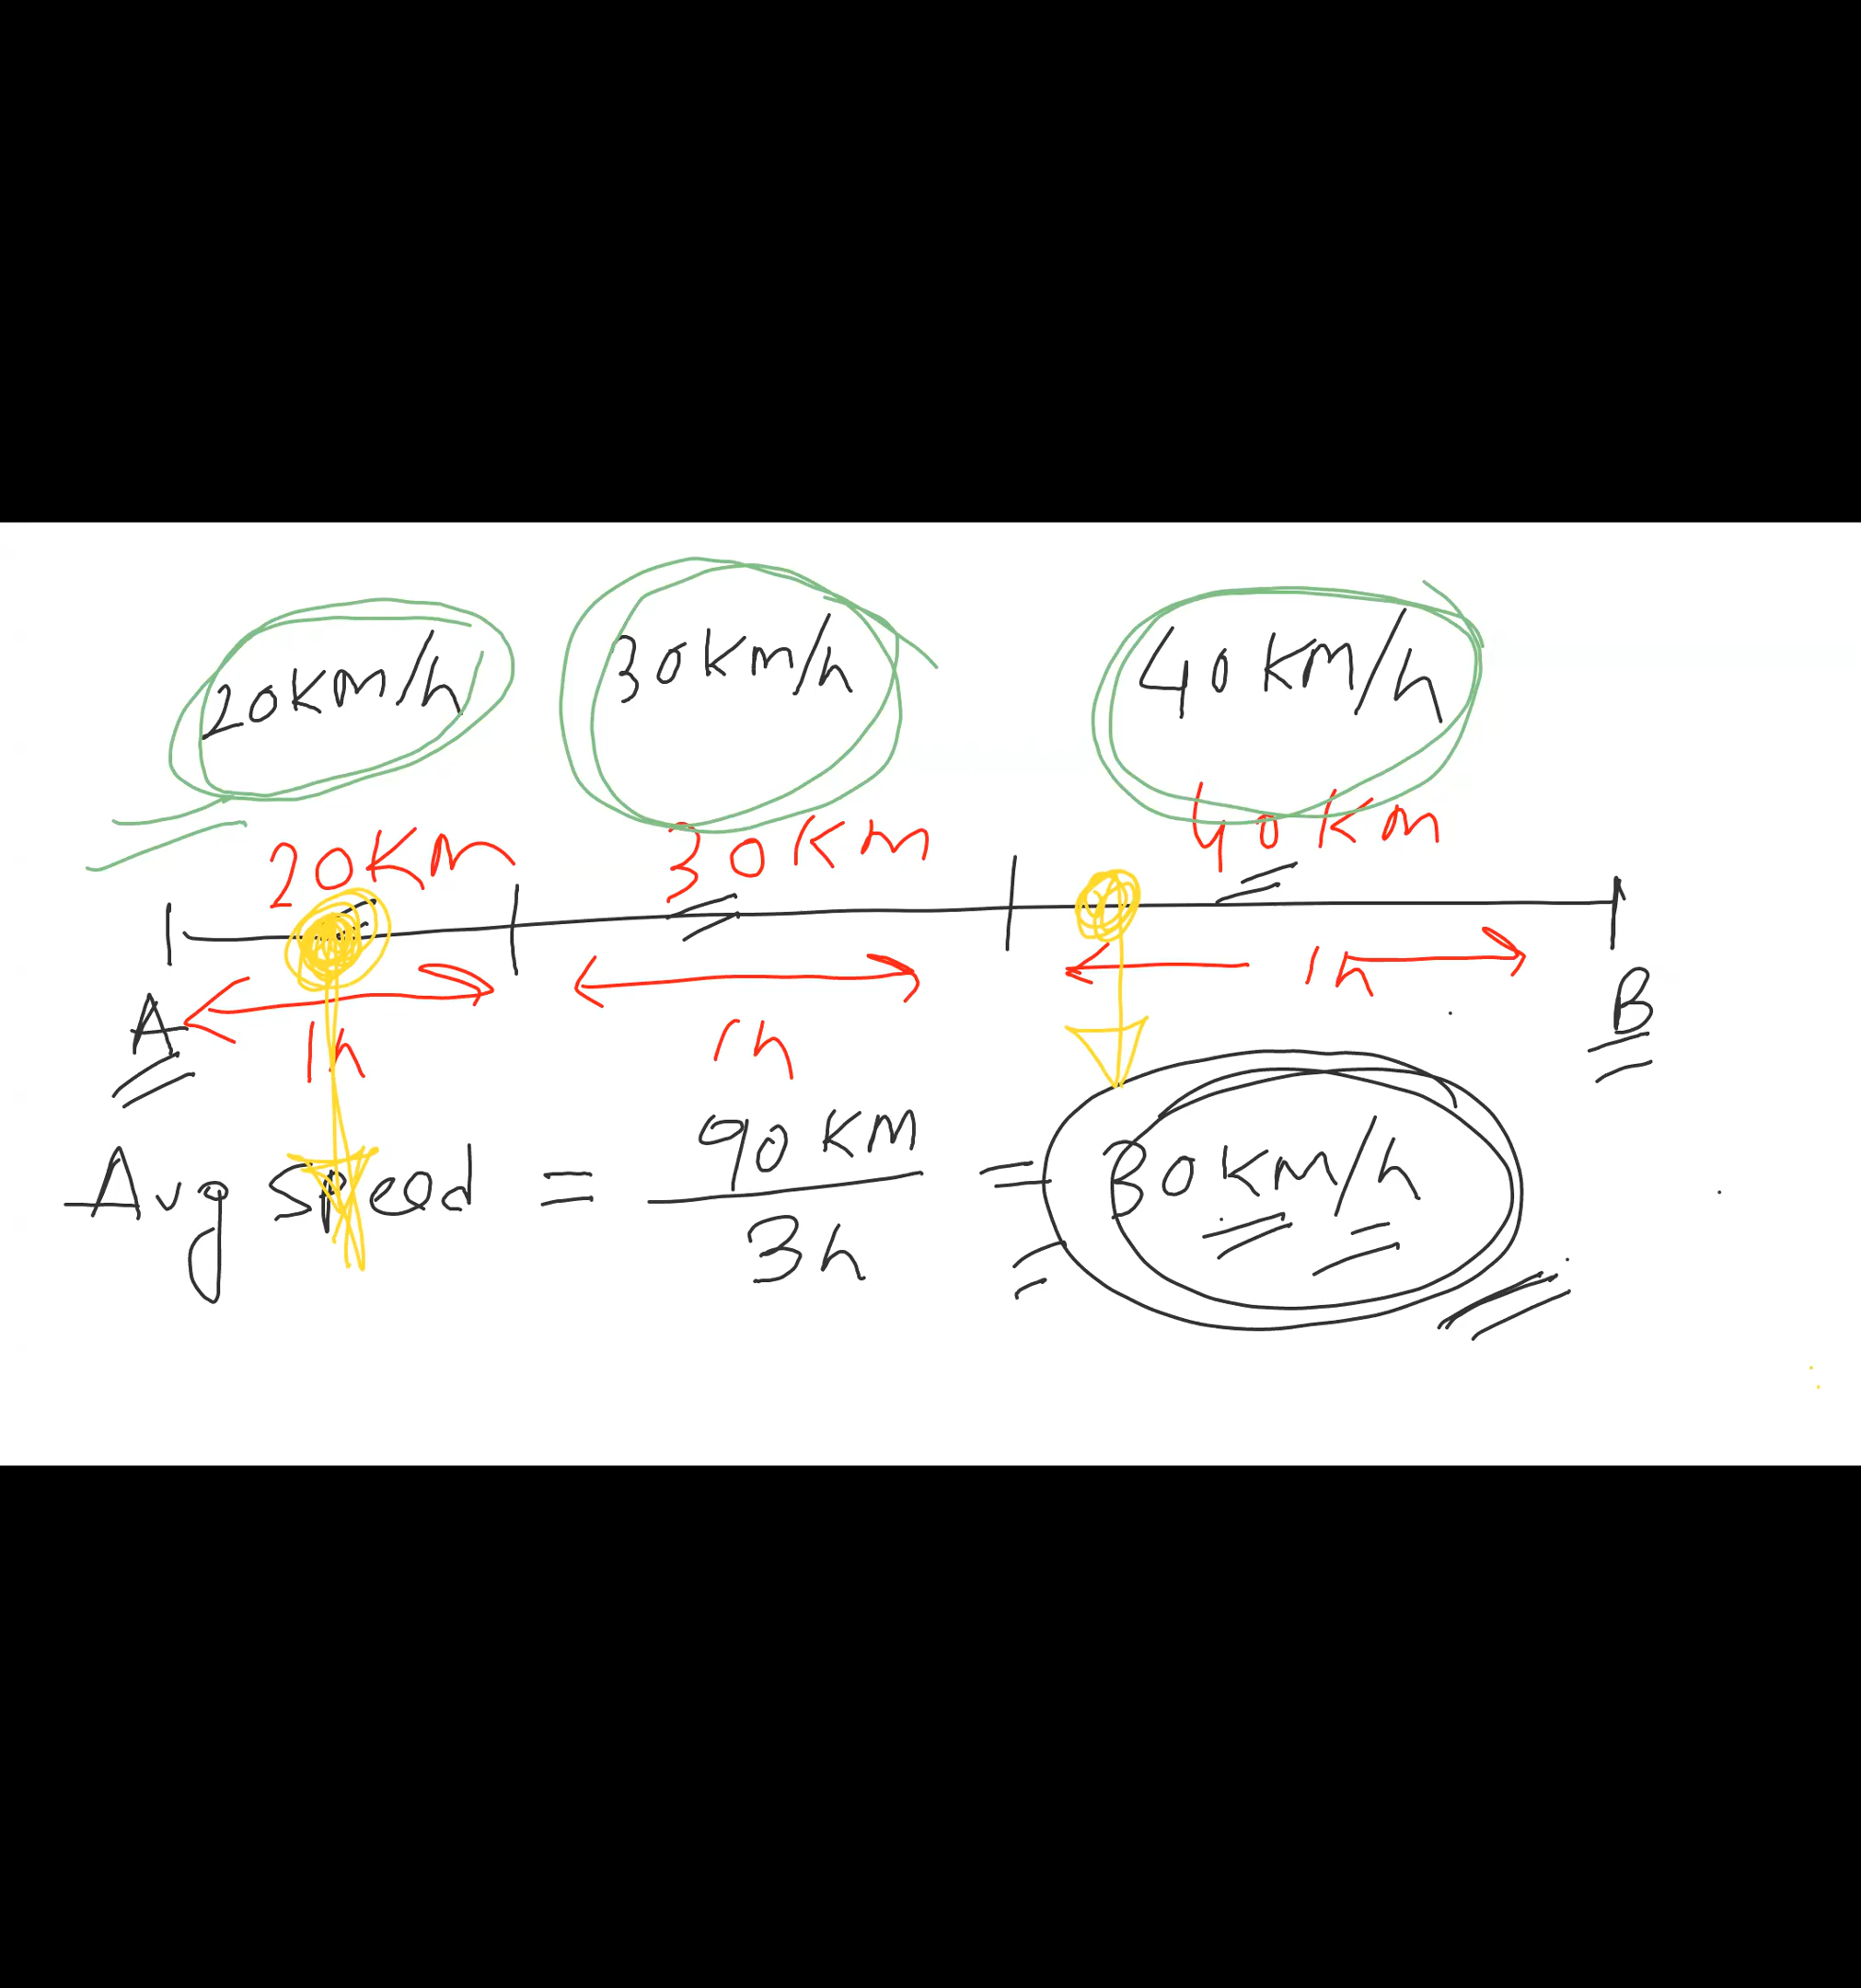 20km/h 30km/h 40km/h
20km 30km 40km
1h 1h 1h
A B
Avg speed = 90 km / 3h = 30km/h